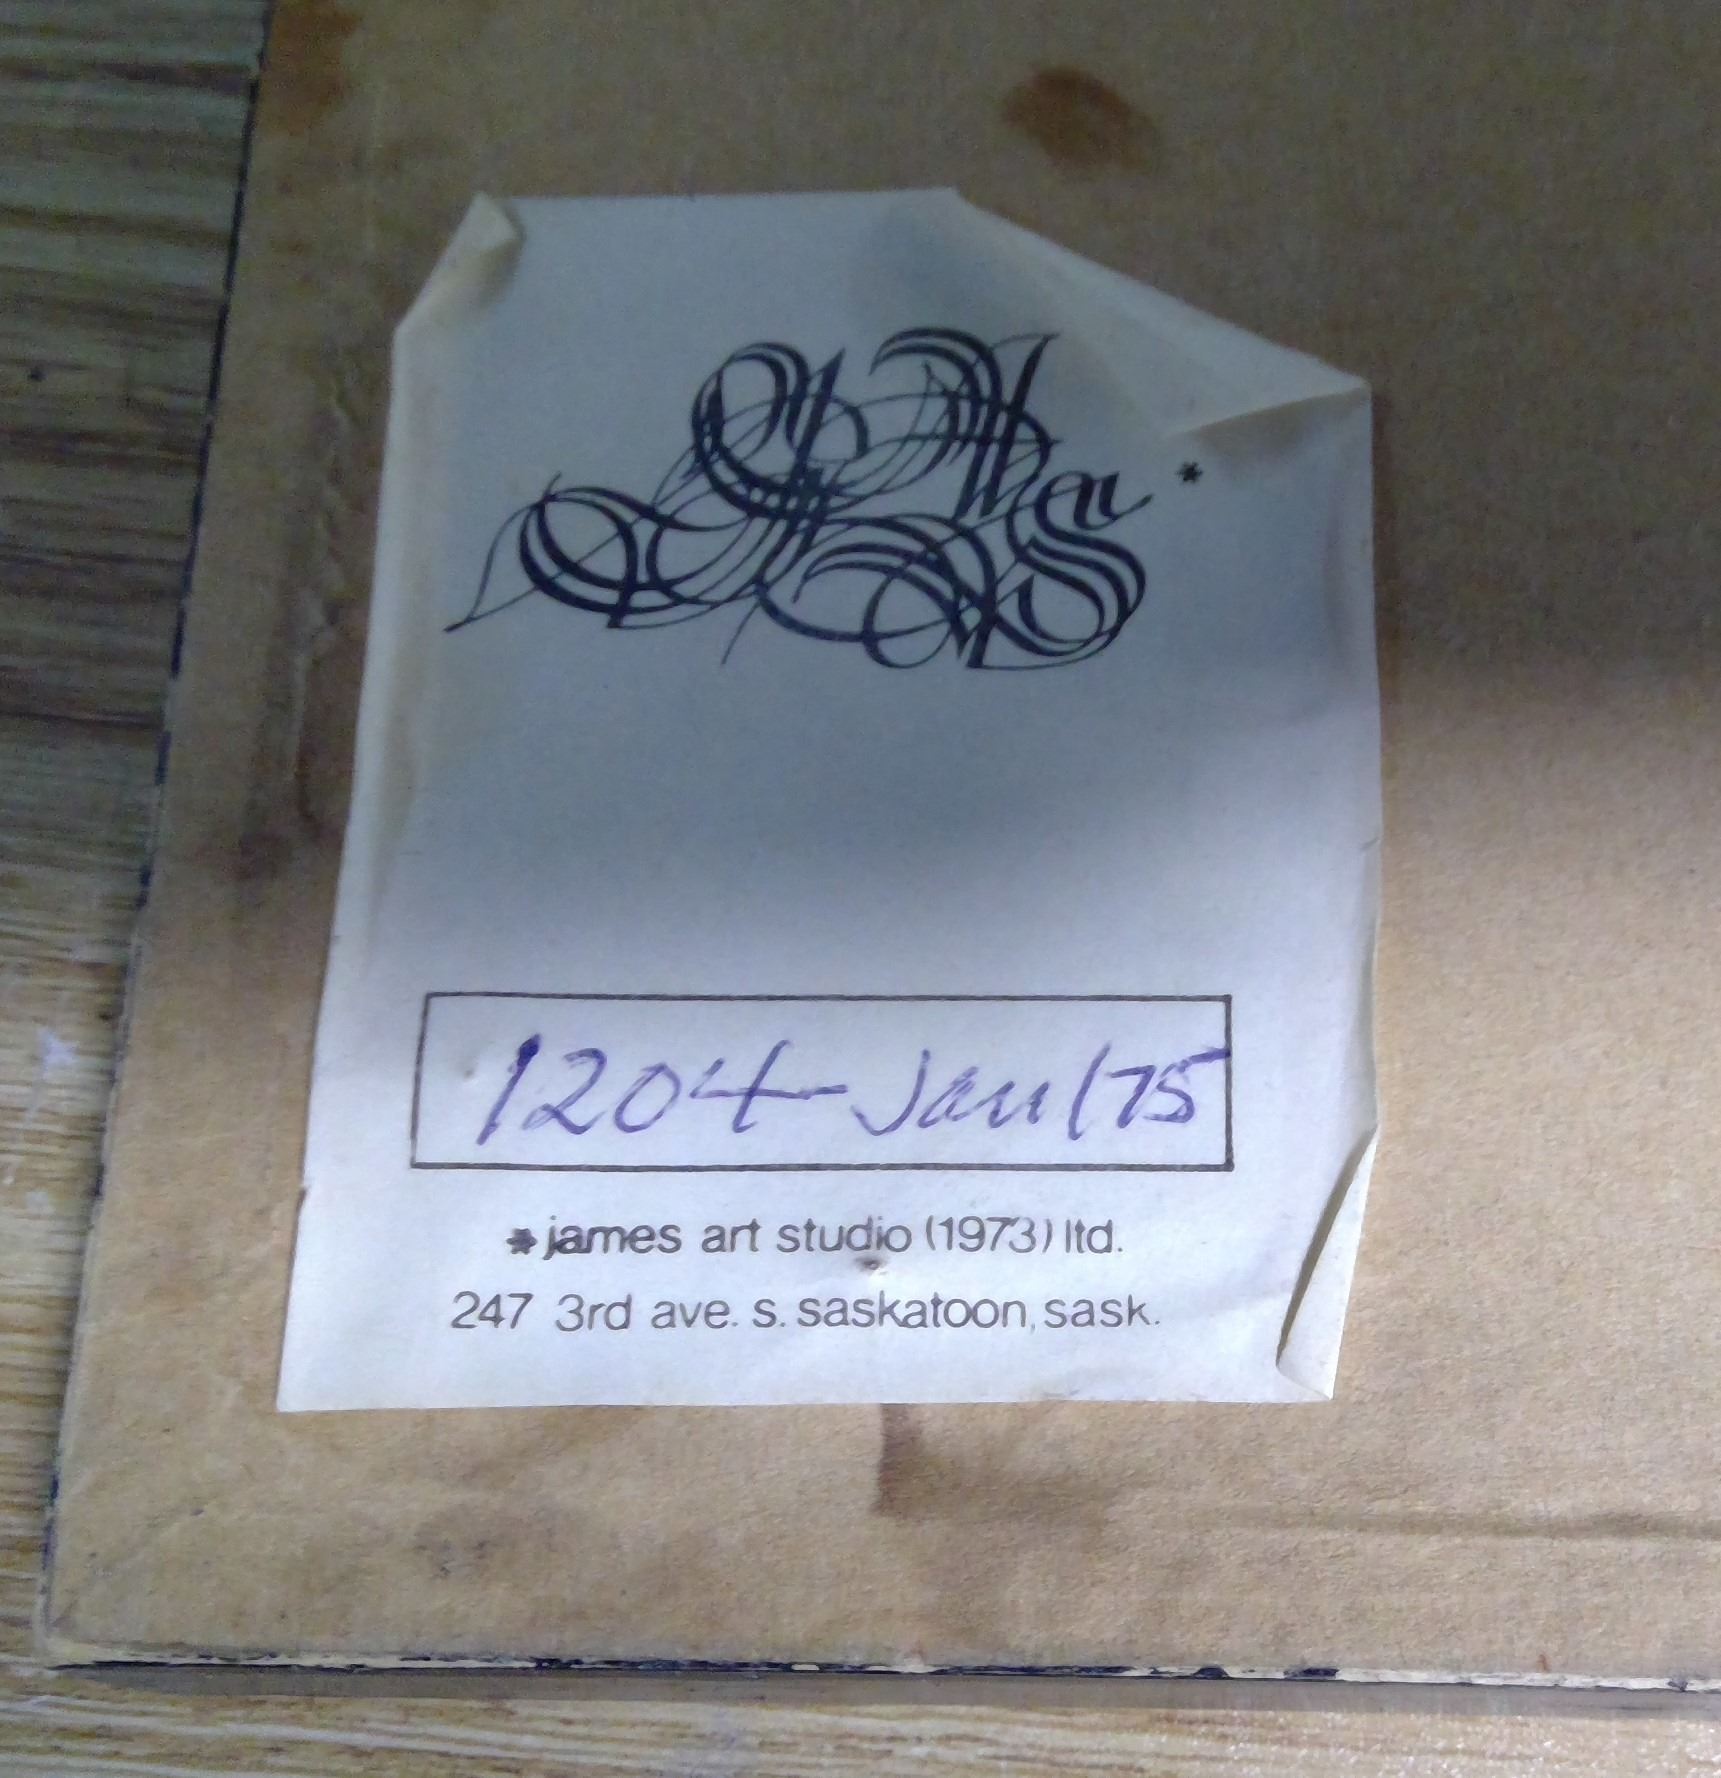 *
1204-Jan/75
*james art studio (1973) ltd.
247 3rd ave. s. saskatoon, sask.